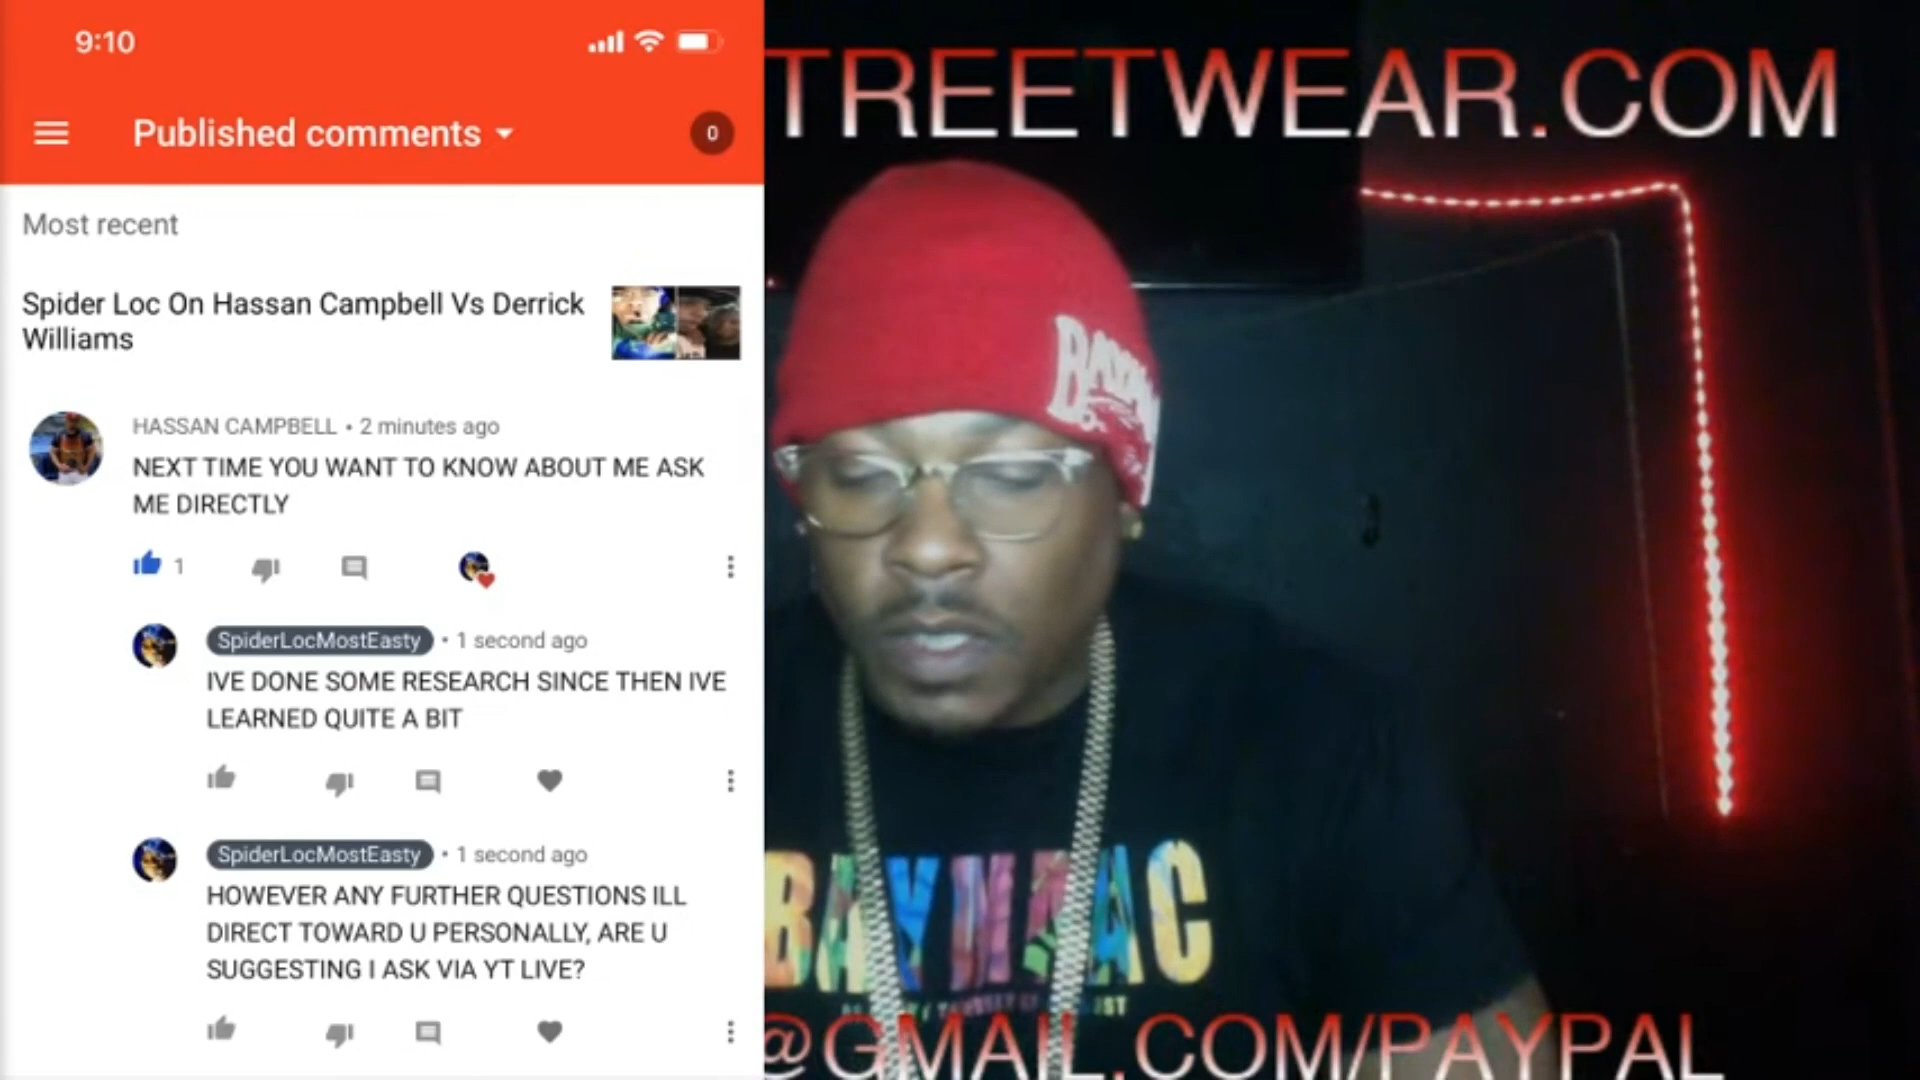 9:10
Published comments
0
Most recent
Spider Loc On Hassan Campbell Vs Derrick
Williams
HASSAN CAMPBELL • 2 minutes ago
NEXT TIME YOU WANT TO KNOW ABOUT ME ASK
ME DIRECTLY
1
SpiderLocMostEasty • 1 second ago
IVE DONE SOME RESEARCH SINCE THEN IVE
LEARNED QUITE A BIT
SpiderLocMostEasty • 1 second ago
HOWEVER ANY FURTHER QUESTIONS ILL
DIRECT TOWARD U PERSONALLY, ARE U
SUGGESTING I ASK VIA YT LIVE?
TREETWEAR.COM
BAYMAAC
@GMAIL.COM/PAYPAL